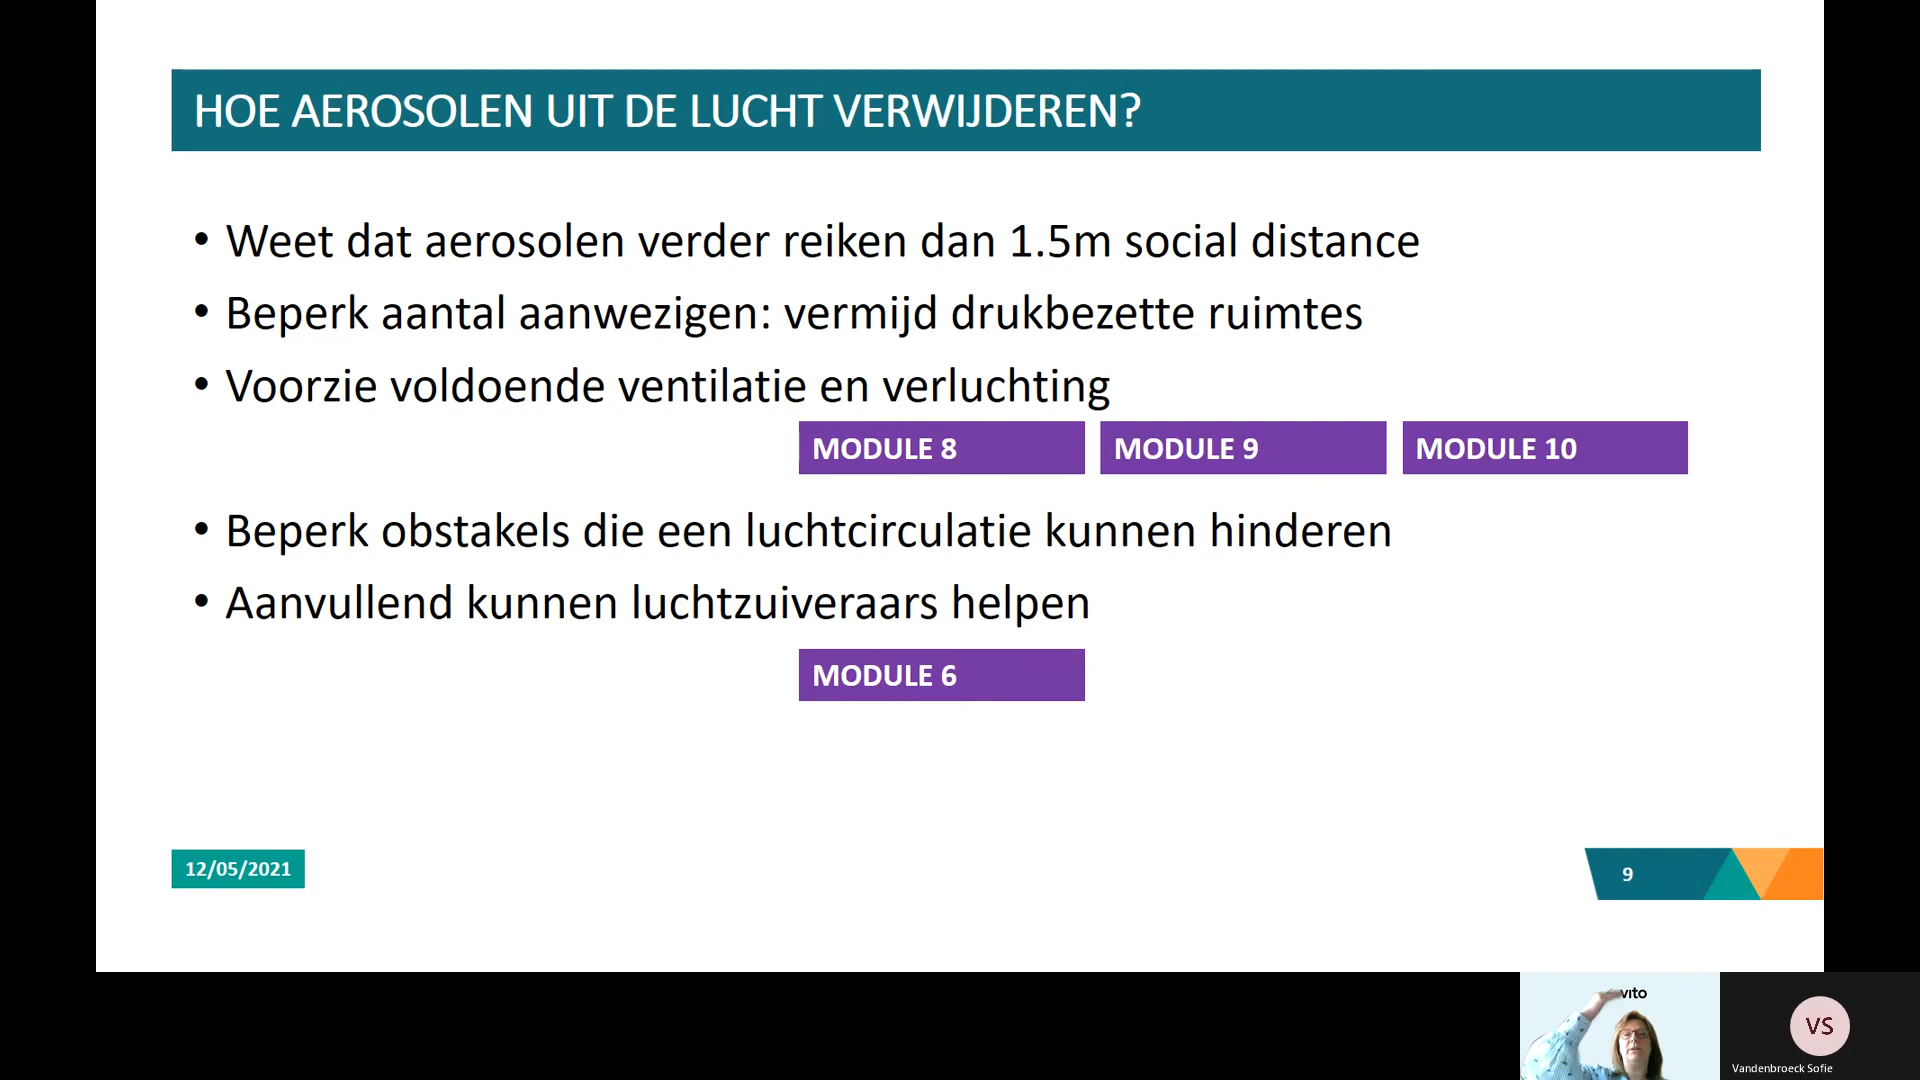 HOE AEROSOLEN UIT DE LUCHT VERWIJDEREN?
• Weet dat aerosolen verder reiken dan 1.5m social distance
• Beperk aantal aanwezigen: vermijd drukbezette ruimtes
• Voorzie voldoende ventilatie en verluchting
MODULE 8 MODULE 9 MODULE 10
• Beperk obstakels die een luchtcirculatie kunnen hinderen
• Aanvullend kunnen luchtzuiveraars helpen
MODULE 6
12/05/2021
9
vito
VS
Vandenbroeck Sofie